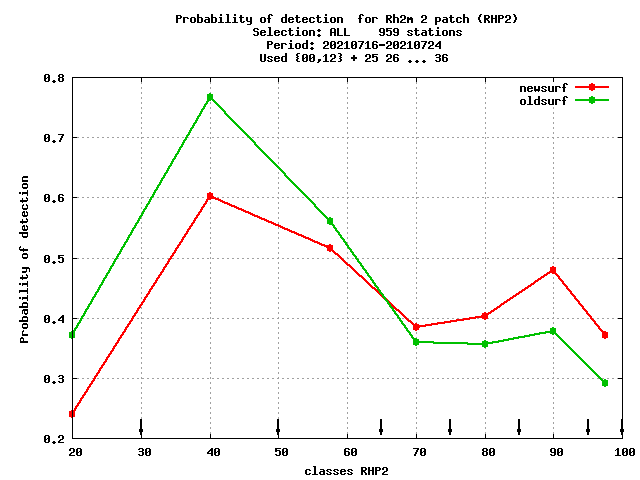 Probability of detection  for Rh2m 2 patch (RHP2)
Selection: ALL    959 stations
Period: 20210716-20210724
Used {00,12} + 25 26 ... 36
newsurf
oldsurf
0.8
0.7
0.6
0.5
0.4
0.3
0.2
Probability of detection
20 30 40 50 60 70 80 90 100
classes RHP2